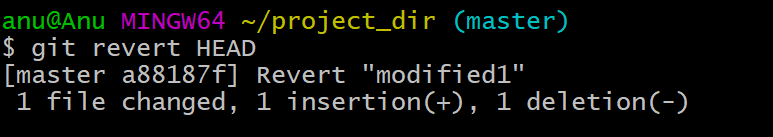 anu@Anu MINGW64 ~/project_dir (master)
$ git revert HEAD
[master a88187f] Revert "modified1"
 1 file changed, 1 insertion(+), 1 deletion(-)